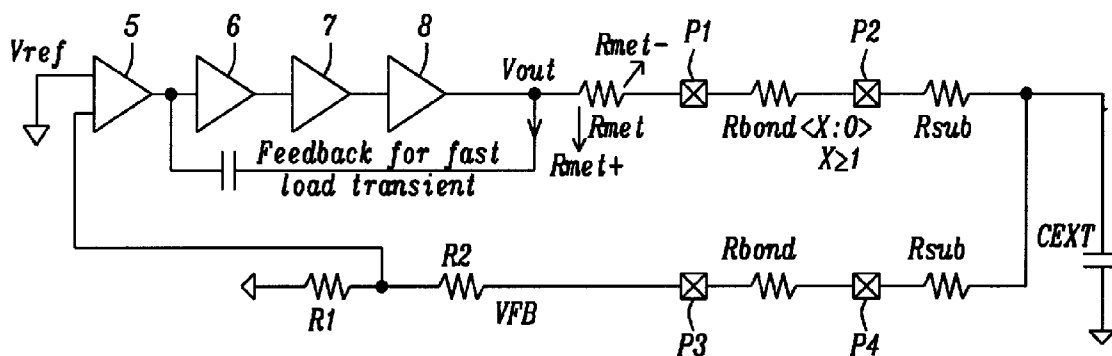 5
6
7
8
P1
P2
Vref
Rmet-
Vout
Rmet
Rbond<X:0>
X≥1
Rsub
Feedback for fast
load transient
Rmet+
R2
Rbond
Rsub
CEXT
R1
VFB
P3
P4